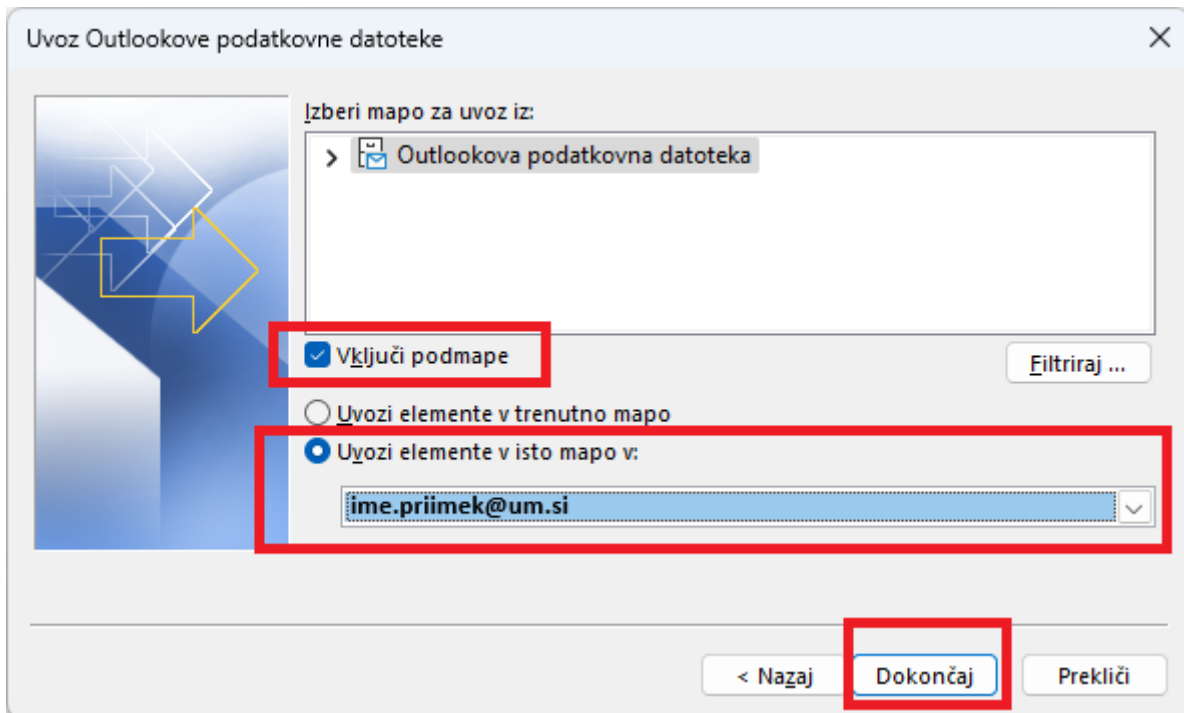 Uvoz Outlookove podatkovne datoteke
Izberi mapo za uvoz iz:
Outlookova podatkovna datoteka
Vključi podmape
Filtriraj ...
Uvozi elemente v trenutno mapo
Uvozi elemente v isto mapo v:
ime.priimek@um.si
< Nazaj Dokončaj Prekliči